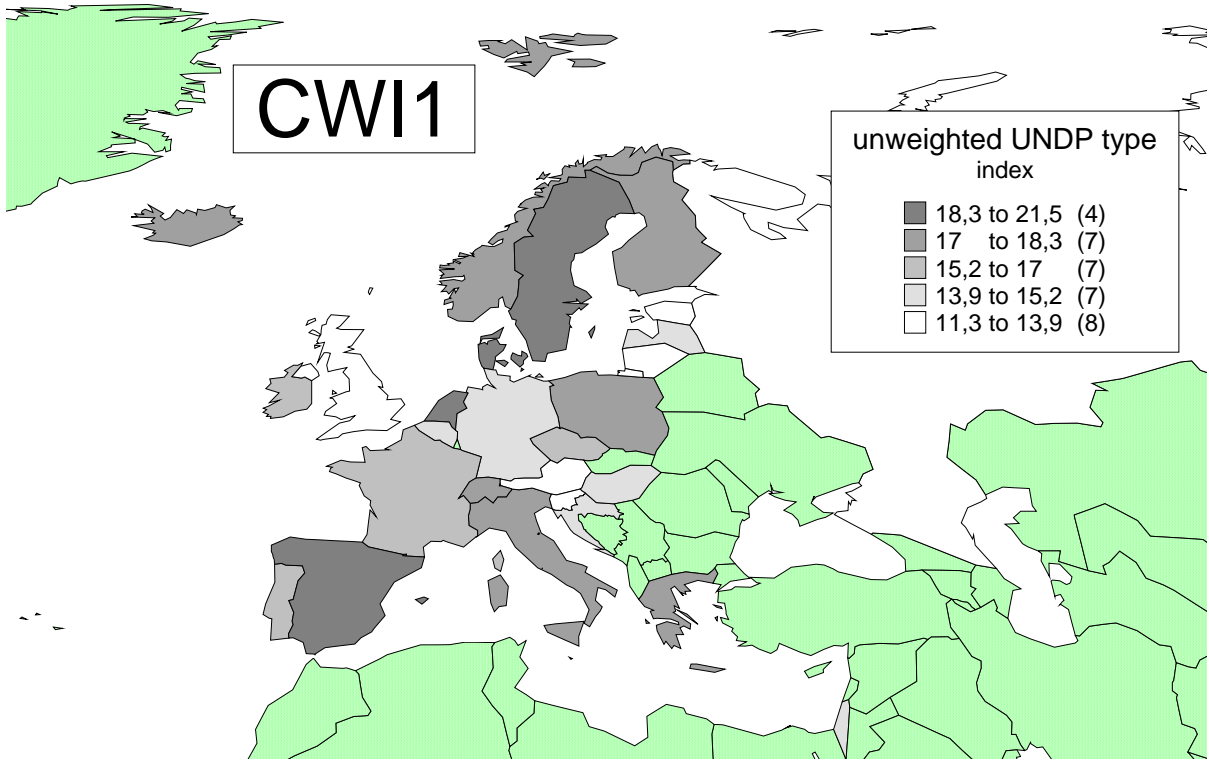 CWI1
unweighted UNDP type
index
18,3 to 21,5 (4)
17 to 18,3 (7)
15,2 to 17 (7)
13,9 to 15,2 (7)
11,3 to 13,9 (8)